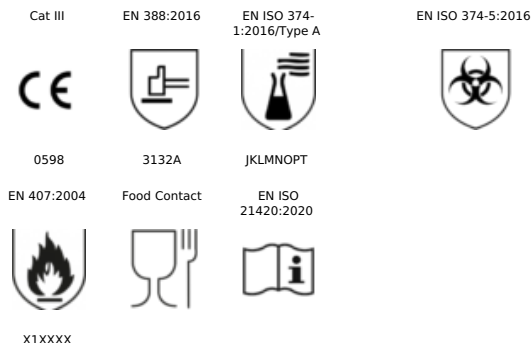 Cat III
EN 388:2016
EN ISO 374-
1:2016/Type A
EN ISO 374-5:2016
CE
0598
3132A
JKLMNOPT
EN 407:2004
Food Contact
EN ISO
21420:2020
i
X1XXXX